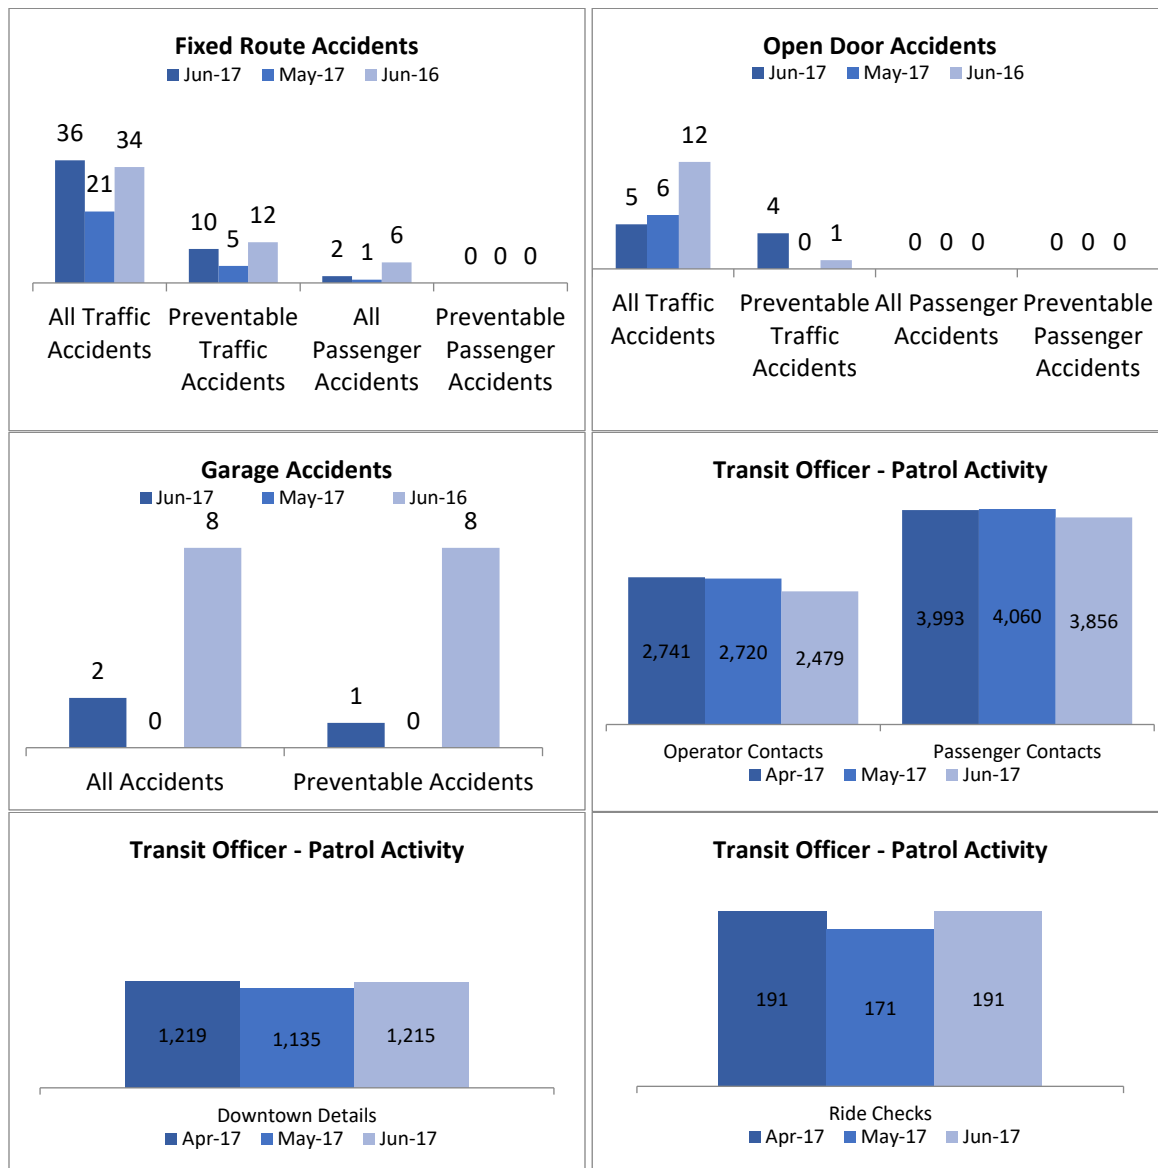 Fixed Route Accidents
Jun-17 May-17 Jun-16
36 21 34 10 5 12 2 1 6 0 0 0
All Traffic Accidents
Preventable Traffic Accidents
All Passenger Accidents
Preventable Passenger Accidents
Open Door Accidents
Jun-17 May-17 Jun-16
5 6 12 4 0 1 0 0 0 0 0 0
All Traffic Accidents
Preventable Traffic Accidents
All Passenger Accidents
Preventable Passenger Accidents
Garage Accidents
Jun-17 May-17 Jun-16
2 0 8 1 0 8
All Accidents Preventable Accidents
Transit Officer - Patrol Activity
2,741 2,720 2,479 3,993 4,060 3,856
Operator Contacts Passenger Contacts
Apr-17 May-17 Jun-17
Transit Officer - Patrol Activity
1,219 1,135 1,215
Downtown Details
Apr-17 May-17 Jun-17
Transit Officer - Patrol Activity
191 171 191
Ride Checks
Apr-17 May-17 Jun-17